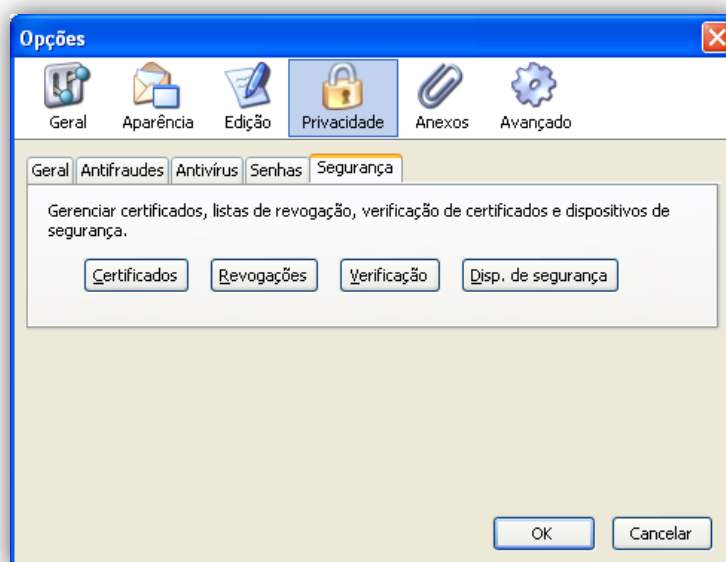 Opções
Geral Aparência Edição Privacidade Anexos Avançado
Geral Antifraudes Antivírus Senhas Segurança
Gerenciar certificados, listas de revogação, verificação de certificados e dispositivos de
segurança.
Certificados Revogações Verificação Disp. de segurança
OK Cancelar